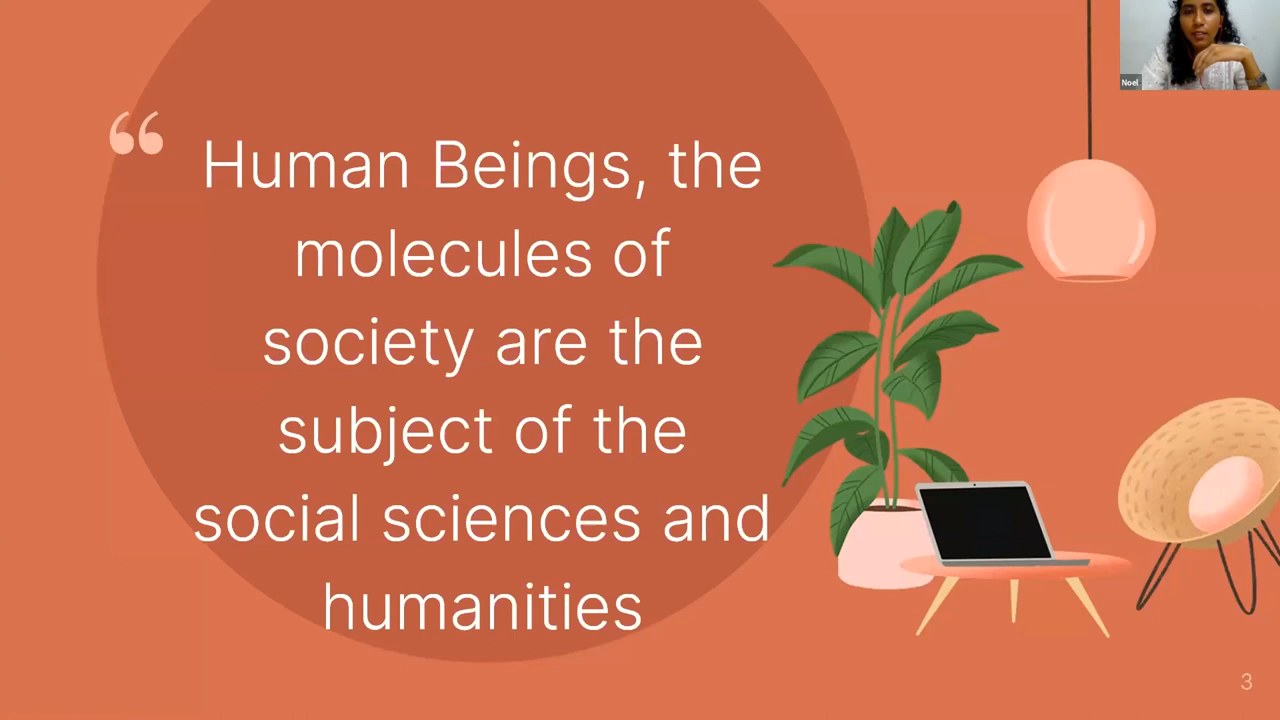 Noel
“
Human Beings, the
molecules of
society are the
subject of the
social sciences and
humanities
3